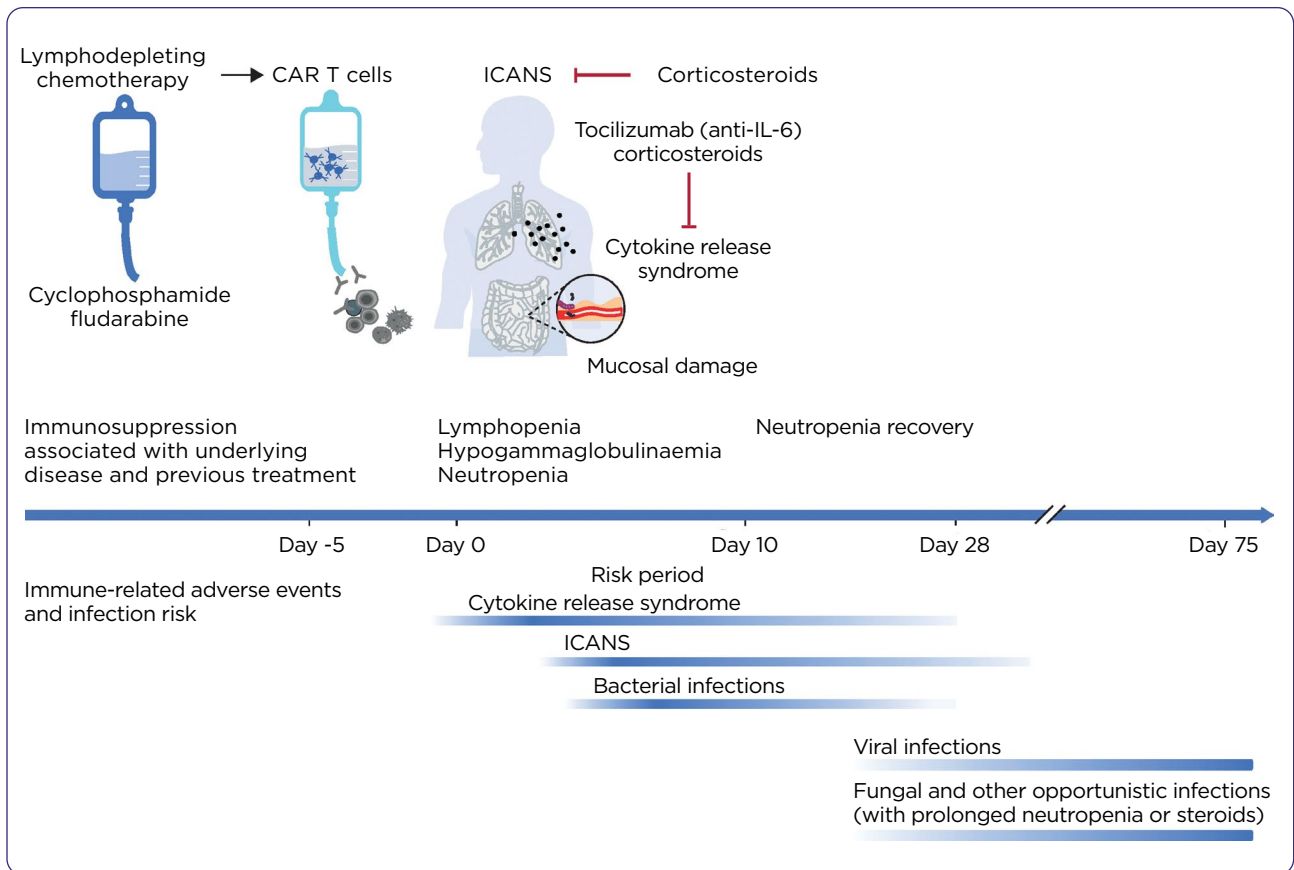 Lymphodepleting
chemotherapy
CAR T cells
ICANS
Corticosteroids
Tocilizumab (anti-IL-6)
corticosteroids
Cytokine release
syndrome
Cyclophosphamide
fludarabine
Mucosal damage
Immunosuppression
associated with underlying
disease and previous treatment
Lymphopenia
Hypogammaglobulinaemia
Neutropenia
Neutropenia recovery
Day -5
Day 0
Day 10
Day 28
Day 75
Immune-related adverse events
and infection risk
Risk period
Cytokine release syndrome
ICANS
Bacterial infections
Viral infections
Fungal and other opportunistic infections
(with prolonged neutropenia or steroids)